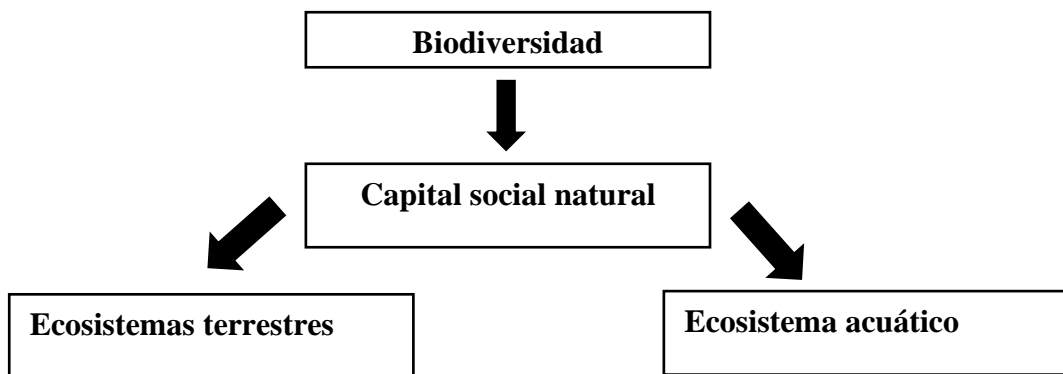 Biodiversidad
Capital social natural
Ecosistemas terrestres
Ecosistema acuático